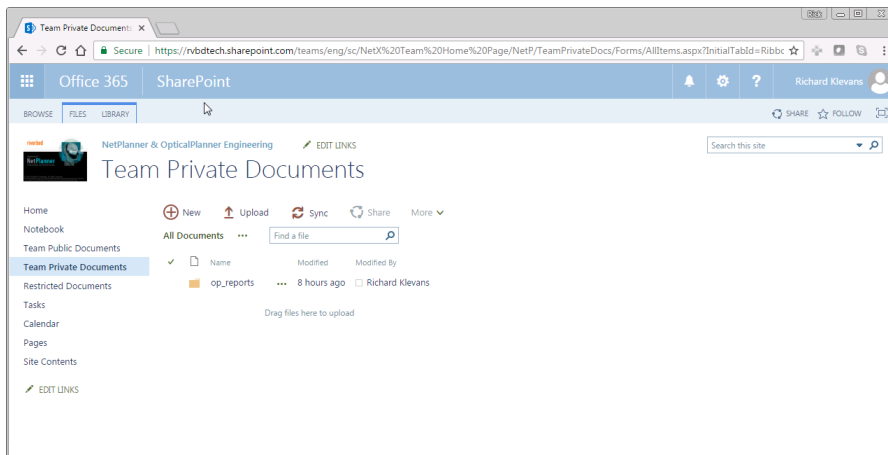 Rick
Team Private Documents
Secure | https://rvbdtech.sharepoint.com/teams/eng/sc/NetX%20Team%20Home%20Page/NetP/TeamPrivateDocs/Forms/AllItems.aspx?InitialTabId=Ribbc
Office 365 SharePoint ? Richard Klevans
BROWSE FILES LIBRARY SHARE FOLLOW
riverbed
NetPlanner
NetPlanner & OpticalPlanner Engineering EDIT LINKS Search this site
Team Private Documents
Home
Notebook
Team Public Documents
Team Private Documents
Restricted Documents
Tasks
Calendar
Pages
Site Contents
EDIT LINKS
New Upload Sync Share More
All Documents ••• Find a file
Name Modified Modified By
op_reports ••• 8 hours ago Richard Klevans
Drag files here to upload